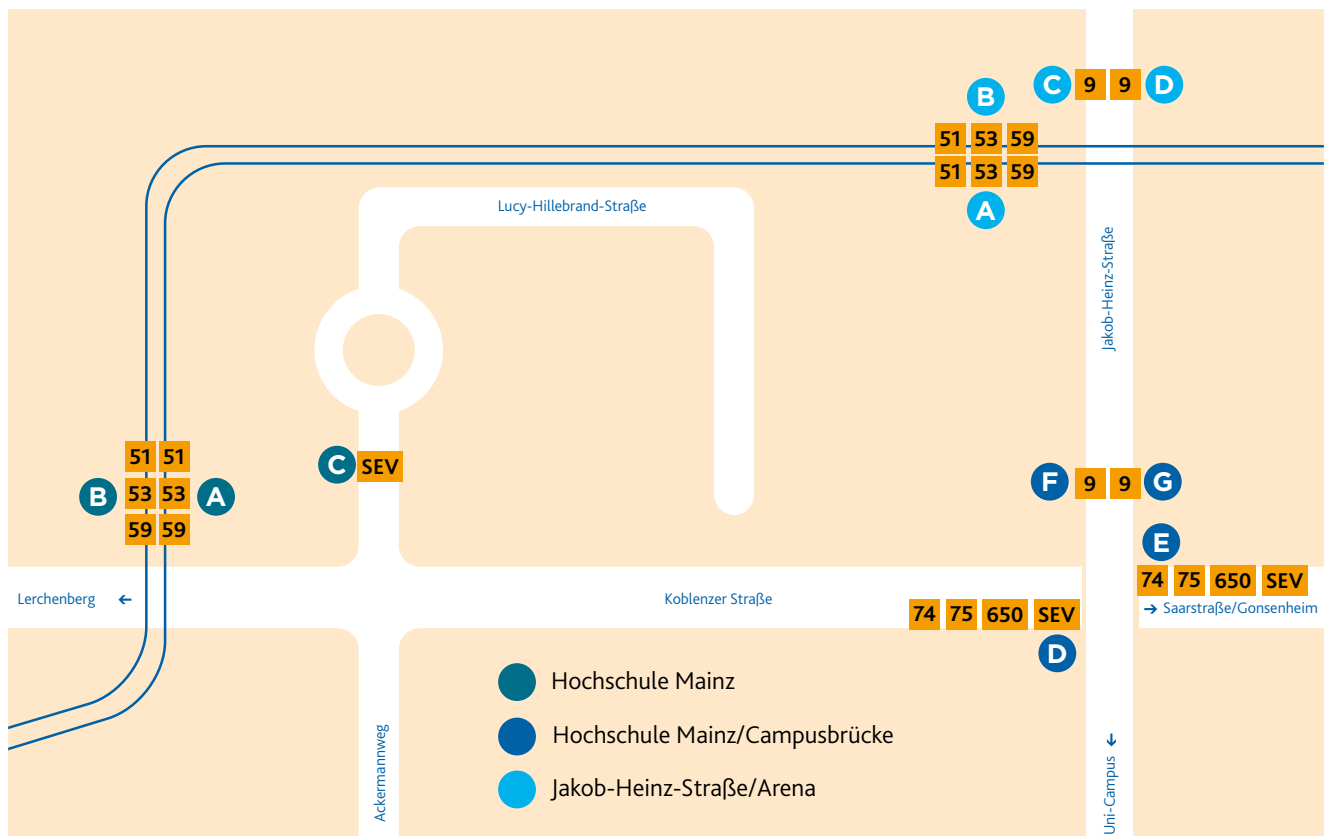 C 9 9 D
B
51 53 59
51 53 59
A
Lucy-Hillebrand-Straße
Jakob-Heinz-Straße
51 51
B 53 53 A
59 59
C SEV
F 9 9 G
E
74 75 650 SEV
Lerchenberg ←
Koblenzer Straße
→ Saarstraße/Gonsenheim
74 75 650 SEV
D
Hochschule Mainz
Hochschule Mainz/Campusbrücke
Jakob-Heinz-Straße/Arena
Ackermannweg
Uni-Campus ←